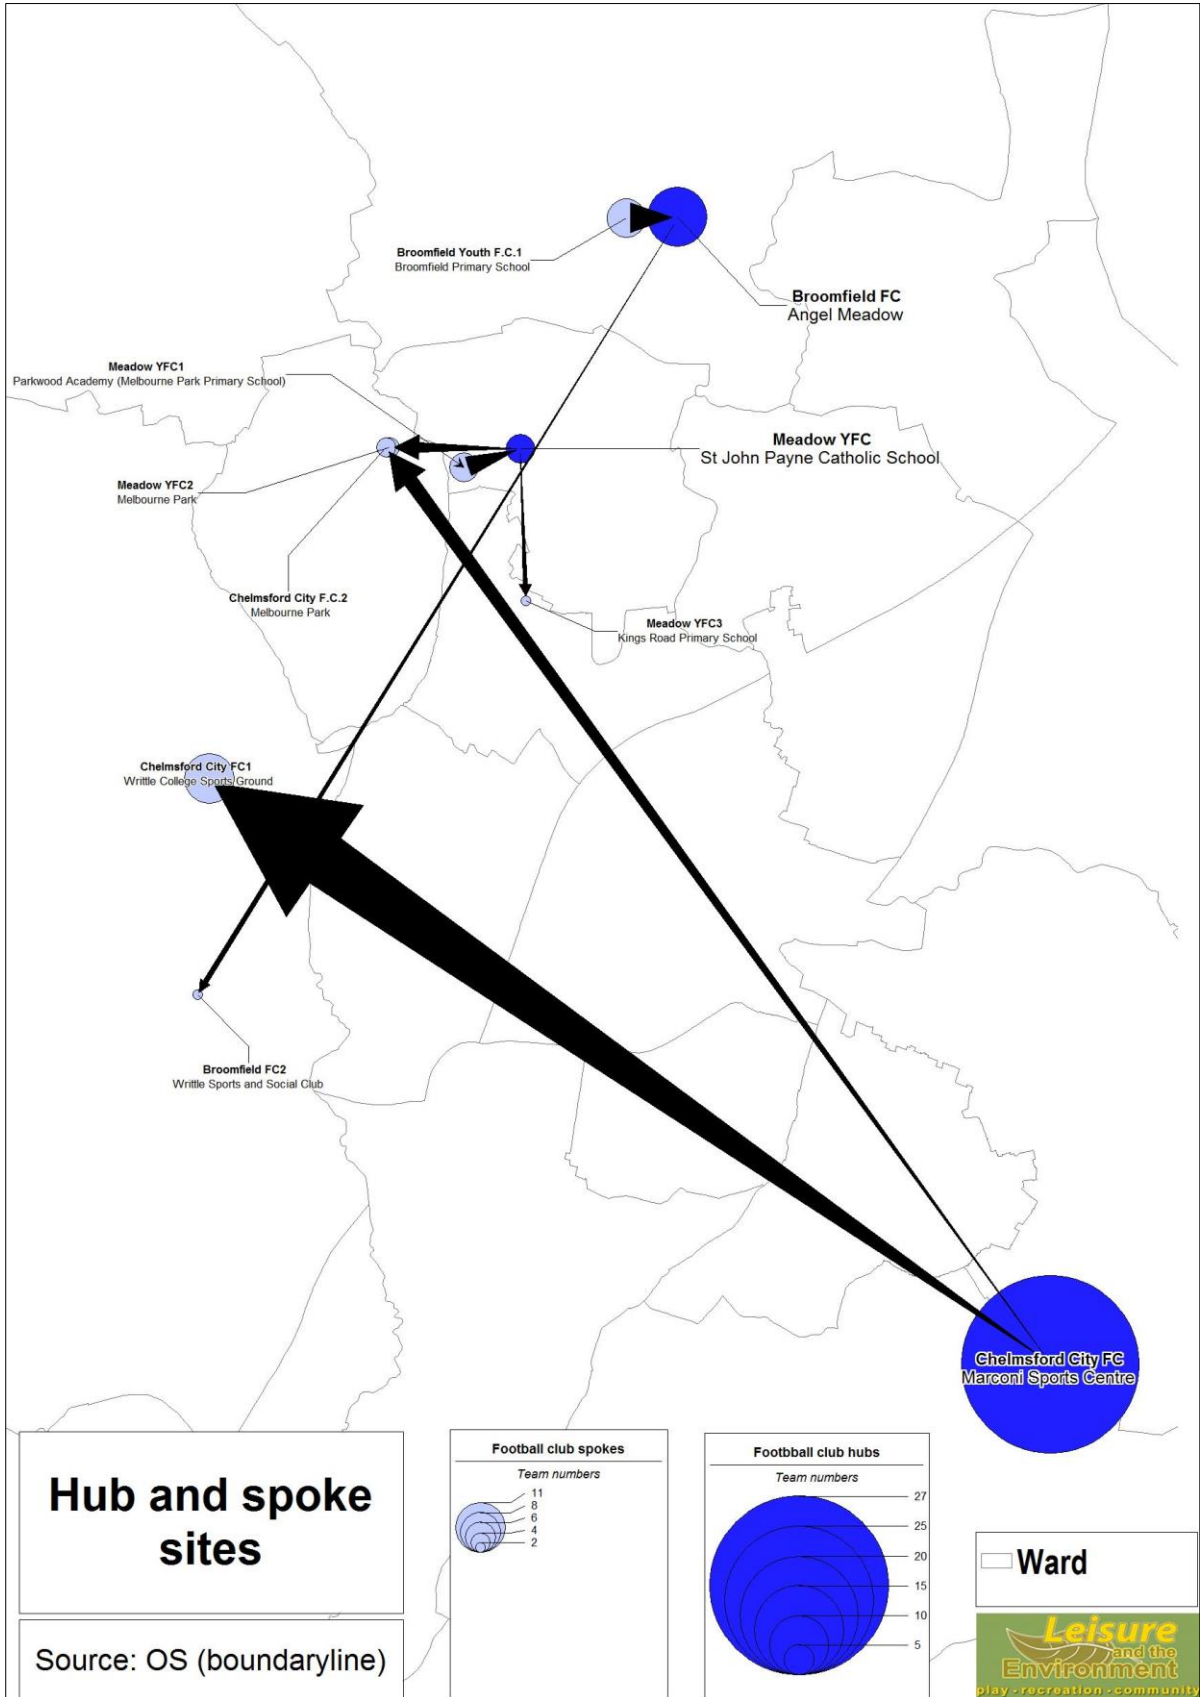 Broomfield Youth F.C.1
Broomfield Primary School
Broomfield FC
Angel Meadow
Meadow YFC1
Parkwood Academy (Melbourne Park Primary School)
Meadow YFC
St John Payne Catholic School
Meadow YFC2
Melbourne Park
Chelmsford City F.C.2
Melbourne Park
Meadow YFC3
Kings Road Primary School
Chelmsford City FC1
Writtle College Sports Ground
Broomfield FC2
Writtle Sports and Social Club
Chelmsford City FC
Marconi Sports Centre
Hub and spoke
sites
Source: OS (boundaryline)
Football club spokes
Team numbers
11
8
6
4
2
Footbball club hubs
Team numbers
27
25
20
15
10
5
Ward
Leisure
and the
Environment
play - recreation - community